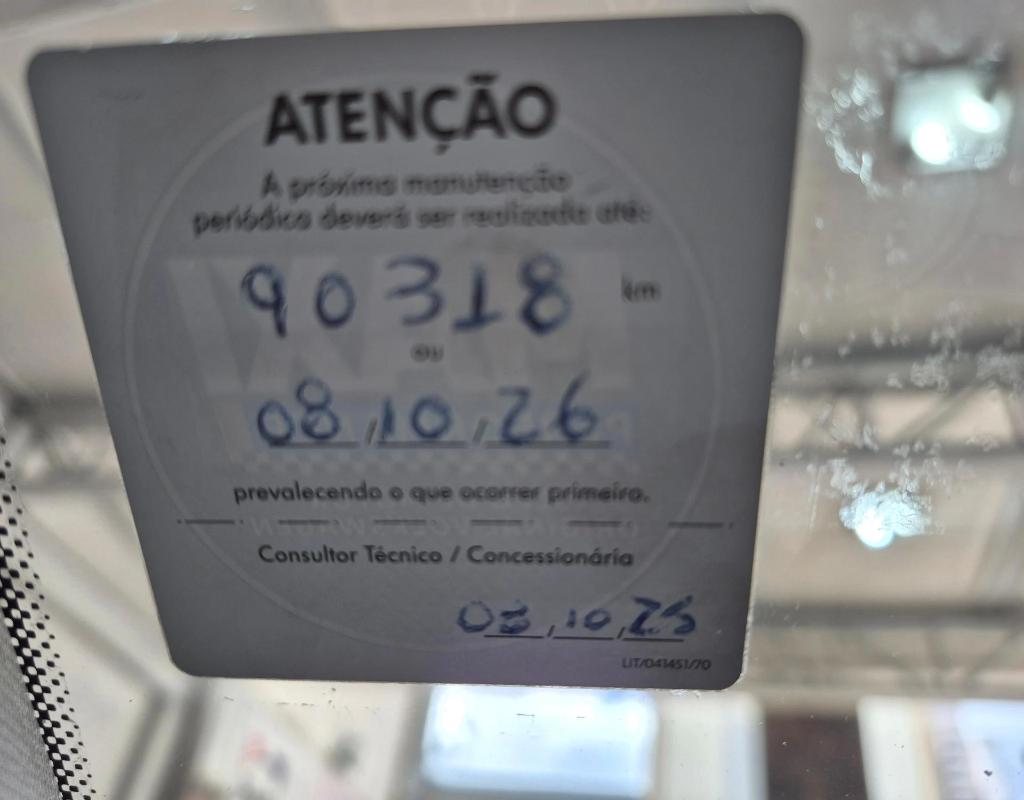 ATENÇÃO
A próxima manutenção
periódica deverá ser realizada até:
90318 km
ou
08/10/26
prevalecendo o que ocorrer primeiro.
Consultor Técnico / Concessionária
08/10/25
LIT/041451/70